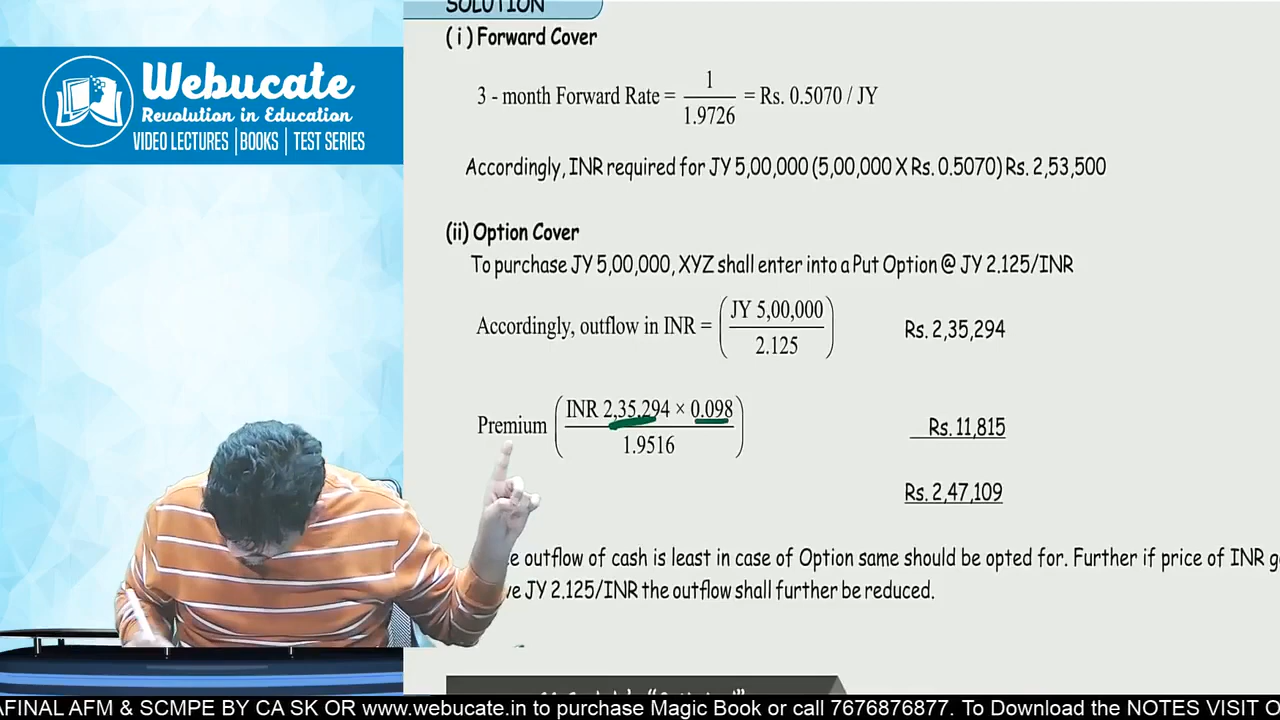 SOLUTION
( i ) Forward Cover
3 - month Forward Rate = 1 / 1.9726 = Rs. 0.5070 / JY
Accordingly, INR required for JY 5,00,000 (5,00,000 X Rs. 0.5070) Rs. 2,53,500
(ii) Option Cover
To purchase JY 5,00,000, XYZ shall enter into a Put Option @ JY 2.125/INR
Accordingly, outflow in INR = ( JY 5,00,000 / 2.125 ) Rs. 2,35,294
Premium ( INR 2,35,294 × 0.098 / 1.9516 ) Rs. 11,815
Rs. 2,47,109
outflow of cash is least in case of Option same should be opted for. Further if price of INR
JY 2.125/INR the outflow shall further be reduced.
Webucate
Revolution in Education
VIDEO LECTURES | BOOKS | TEST SERIES
AFINAL AFM & SCMPE BY CA SK OR www.webucate.in to purchase Magic Book or call 7676876877. To Download the NOTES VISIT